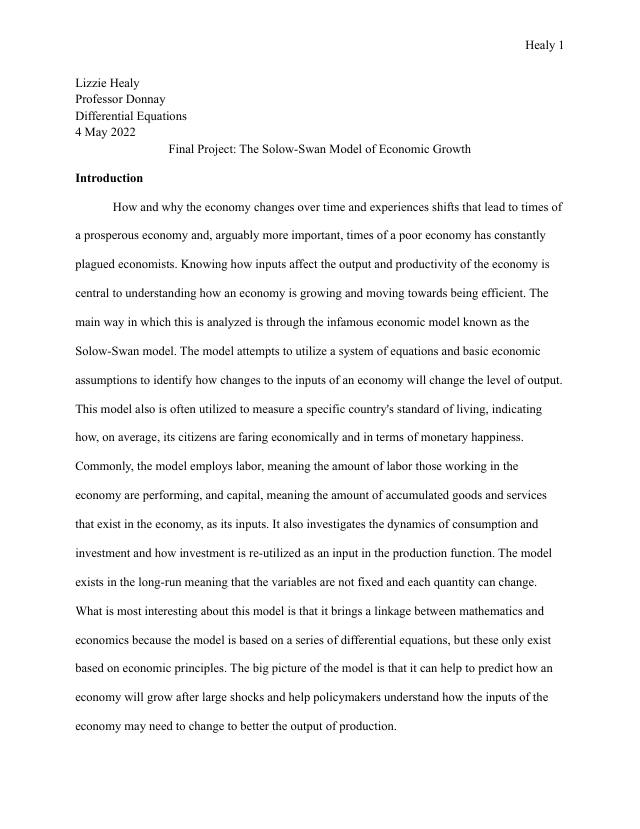 Healy 1
Lizzie Healy
Professor Donnay
Differential Equations
4 May 2022
Final Project: The Solow-Swan Model of Economic Growth
Introduction
How and why the economy changes over time and experiences shifts that lead to times of
a prosperous economy and, arguably more important, times of a poor economy has constantly
plagued economists. Knowing how inputs affect the output and productivity of the economy is
central to understanding how an economy is growing and moving towards being efficient. The
main way in which this is analyzed is through the infamous economic model known as the
Solow-Swan model. The model attempts to utilize a system of equations and basic economic
assumptions to identify how changes to the inputs of an economy will change the level of output.
This model also is often utilized to measure a specific country's standard of living, indicating
how, on average, its citizens are faring economically and in terms of monetary happiness.
Commonly, the model employs labor, meaning the amount of labor those working in the
economy are performing, and capital, meaning the amount of accumulated goods and services
that exist in the economy, as its inputs. It also investigates the dynamics of consumption and
investment and how investment is re-utilized as an input in the production function. The model
exists in the long-run meaning that the variables are not fixed and each quantity can change.
What is most interesting about this model is that it brings a linkage between mathematics and
economics because the model is based on a series of differential equations, but these only exist
based on economic principles. The big picture of the model is that it can help to predict how an
economy will grow after large shocks and help policymakers understand how the inputs of the
economy may need to change to better the output of production.